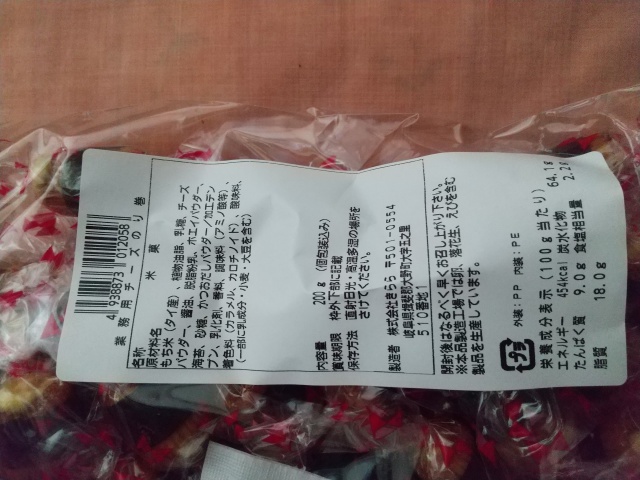 4 938873 012058
業務用チーズのり巻
名称 米菓
原材料名
もち米(タイ産)、植物油脂、乳糖、チーズ
パウダー、醤油、脱脂粉乳、ホエイパウダー、
海苔、砂糖、かつおだしパウダー/加工デン
プン、乳化剤、香料、調味料(アミノ酸等)、
着色料(カラメル、カロチノイド)、酸味料、
(一部に乳成分・小麦・大豆を含む)
内容量 200g(個包装込み)
賞味期限 枠外下部に記載
保存方法 直射日光・高温多湿の場所を
さけてください。
製造者 株式会社きらら 〒501-0554
岐阜県揖斐郡大野町大字五之里
510番地1
開封後はなるべく早くお召し上がり下さい。
※本品製造工場では卵、落花生、えびを含む
製品を生産しています。
プラ 外装:PP 内装:PE
栄養成分表示(100g当たり)
エネルギー 454kcal 炭水化物 64.1g
たんぱく質 9.0g 食塩相当量 2.2g
脂質 18.0g